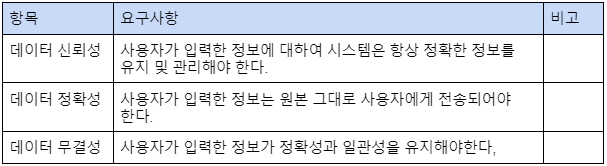 항목 요구사항 비고
데이터 신뢰성 사용자가 입력한 정보에 대하여 시스템은 항상 정확한 정보를
유지 및 관리해야 한다.
데이터 정확성 사용자가 입력한 정보는 원본 그대로 사용자에게 전송되어야
한다.
데이터 무결성 사용자가 입력한 정보가 정확성과 일관성을 유지해야한다,